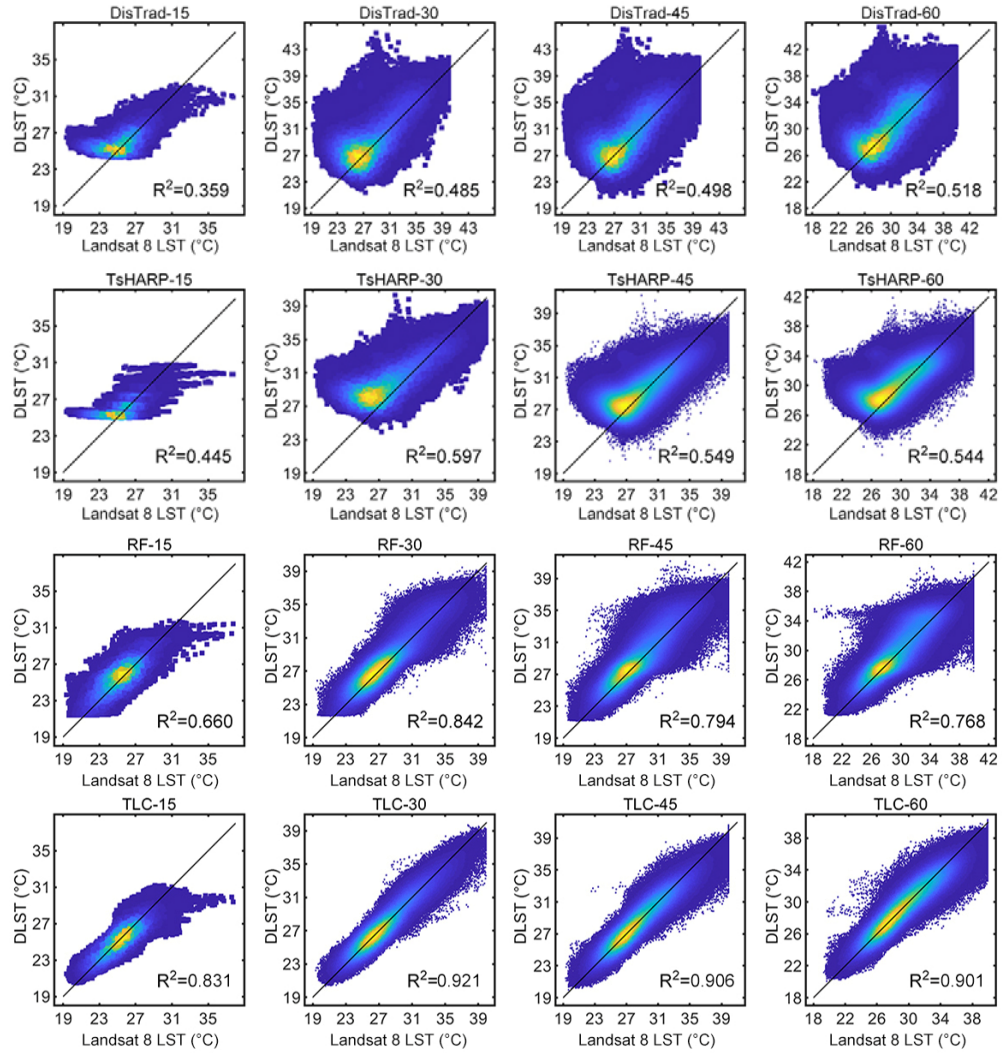 DisTrad-15 DisTrad-30 DisTrad-45 DisTrad-60
DLST (°C) 35 31 27 23 19 R²=0.359
19 23 27 31 35
Landsat 8 LST (°C)
DLST (°C) 43 39 35 31 27 23 19 R²=0.485
19 23 27 31 35 39 43
Landsat 8 LST (°C)
DLST (°C) 43 39 35 31 27 23 19 R²=0.498
19 23 27 31 35 39 43
Landsat 8 LST (°C)
DLST (°C) 42 38 34 30 26 22 18 R²=0.518
18 22 26 30 34 38 42
Landsat 8 LST (°C)
TsHARP-15 TsHARP-30 TsHARP-45 TsHARP-60
DLST (°C) 35 31 27 23 19 R²=0.445
19 23 27 31 35
Landsat 8 LST (°C)
DLST (°C) 39 35 31 27 23 19 R²=0.597
19 23 27 31 35 39
Landsat 8 LST (°C)
DLST (°C) 39 35 31 27 23 19 R²=0.549
19 23 27 31 35 39
Landsat 8 LST (°C)
DLST (°C) 42 38 34 30 26 22 18 R²=0.544
18 22 26 30 34 38 42
Landsat 8 LST (°C)
RF-15 RF-30 RF-45 RF-60
DLST (°C) 35 31 27 23 19 R²=0.660
19 23 27 31 35
Landsat 8 LST (°C)
DLST (°C) 39 35 31 27 23 19 R²=0.842
19 23 27 31 35 39
Landsat 8 LST (°C)
DLST (°C) 39 35 31 27 23 19 R²=0.794
19 23 27 31 35 39
Landsat 8 LST (°C)
DLST (°C) 42 38 34 30 26 22 18 R²=0.768
18 22 26 30 34 38 42
Landsat 8 LST (°C)
TLC-15 TLC-30 TLC-45 TLC-60
DLST (°C) 35 31 27 23 19 R²=0.831
19 23 27 31 35
Landsat 8 LST (°C)
DLST (°C) 39 35 31 27 23 19 R²=0.921
19 23 27 31 35 39
Landsat 8 LST (°C)
DLST (°C) 39 35 31 27 23 19 R²=0.906
19 23 27 31 35 39
Landsat 8 LST (°C)
DLST (°C) 38 34 30 26 22 18 R²=0.901
18 22 26 30 34 38
Landsat 8 LST (°C)